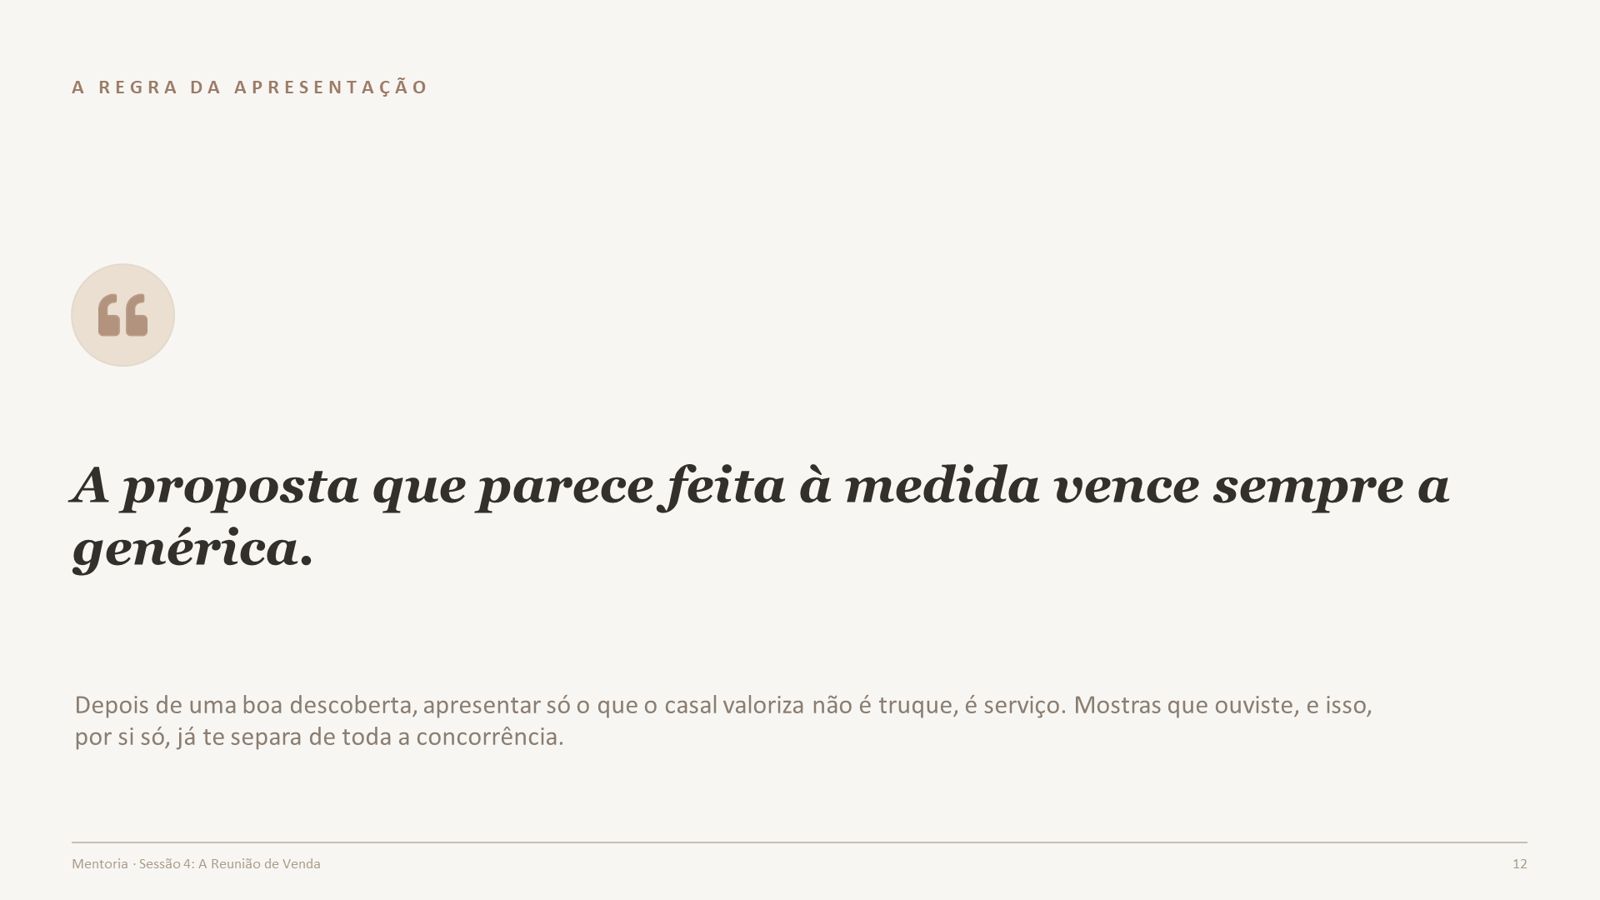 A REGRA DA APRESENTAÇÃO
A proposta que parece feita à medida vence sempre a
genérica.
Depois de uma boa descoberta, apresentar só o que o casal valoriza não é truque, é serviço. Mostras que ouviste, e isso,
por si só, já te separa de toda a concorrência.
Mentoria · Sessão 4: A Reunião de Venda
12